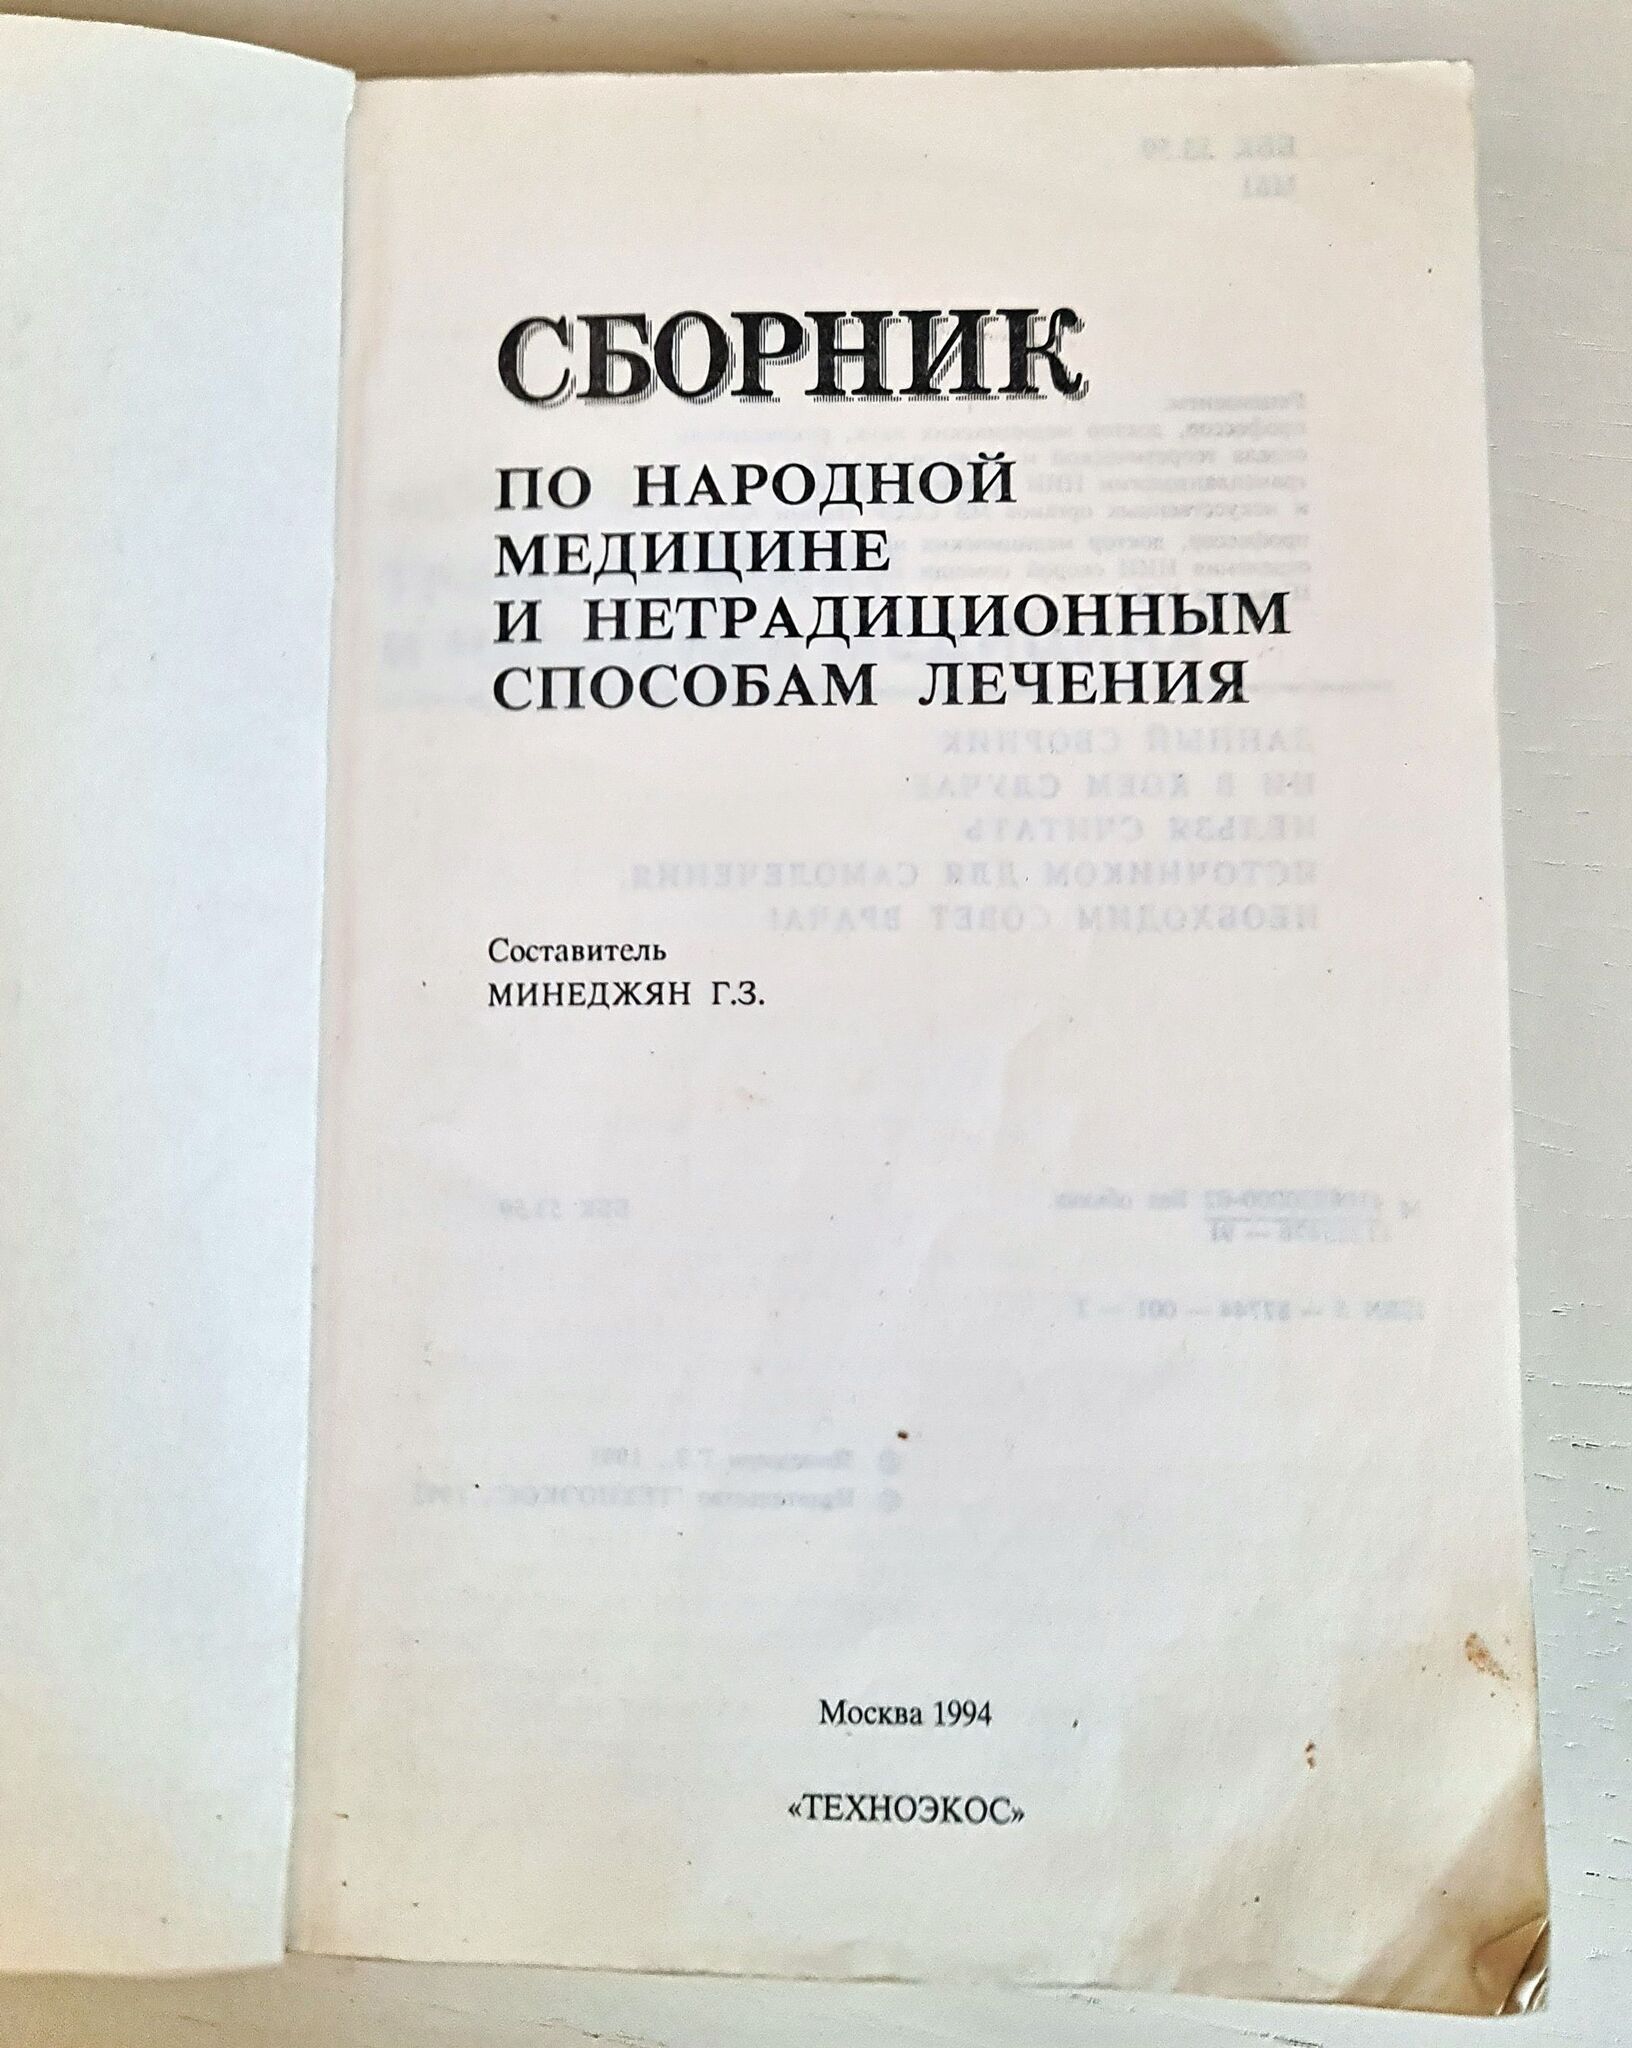 СБОРНИК
ПО НАРОДНОЙ
МЕДИЦИНЕ
И НЕТРАДИЦИОННЫМ
СПОСОБАМ ЛЕЧЕНИЯ
Составитель
МИНЕДЖЯН Г.З.
Москва 1994
«ТЕХНОЭКОС»